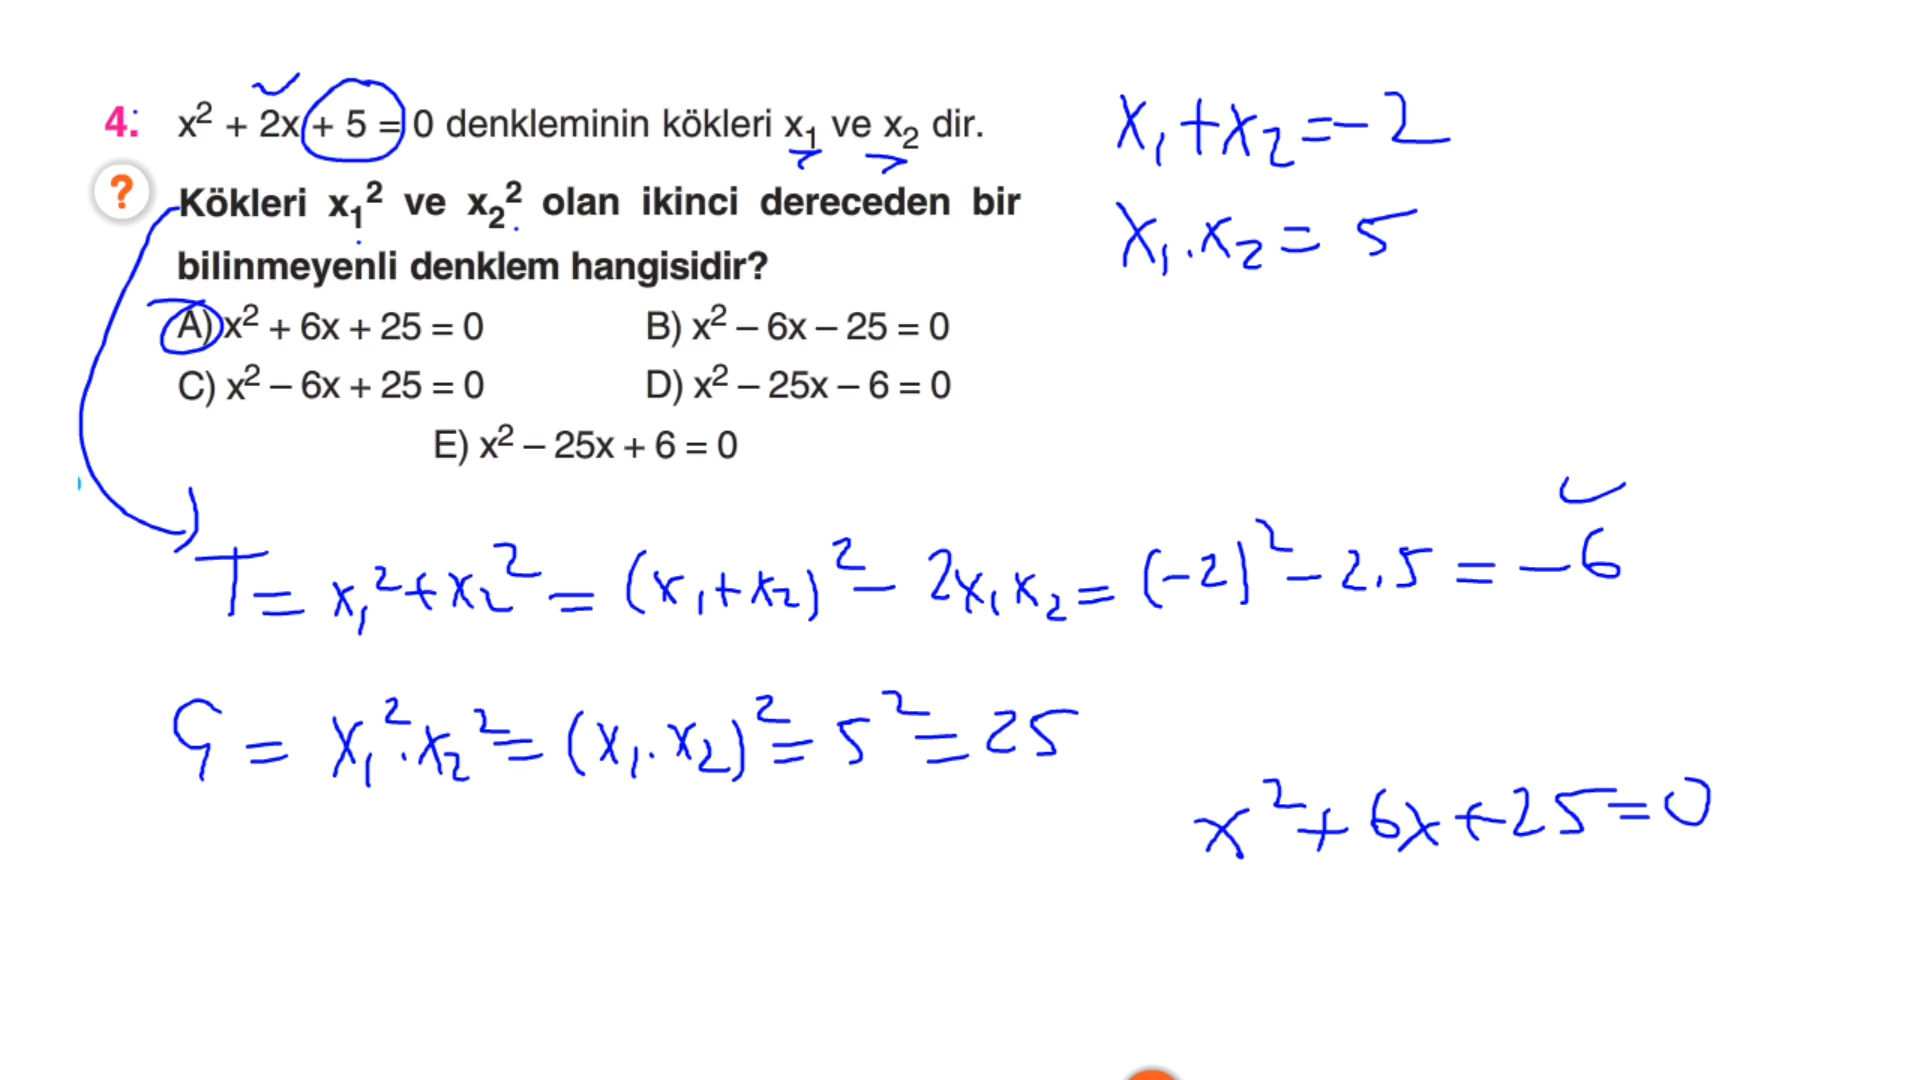 4. x² + 2x + 5 = 0 denkleminin kökleri x₁ ve x₂ dir.
?
Kökleri x₁² ve x₂² olan ikinci dereceden bir
bilinmeyenli denklem hangisidir?
A) x² + 6x + 25 = 0
B) x² – 6x – 25 = 0
C) x² – 6x + 25 = 0
D) x² – 25x – 6 = 0
E) x² – 25x + 6 = 0
x₁+x₂=-2
x₁.x₂= 5
T= x₁²+x₂² = (x₁+x₂)² - 2x₁x₂= (-2)² - 2.5 = -6
Ç = x₁².x₂²= (x₁.x₂)²= 5² = 25
x²+6x+25=0